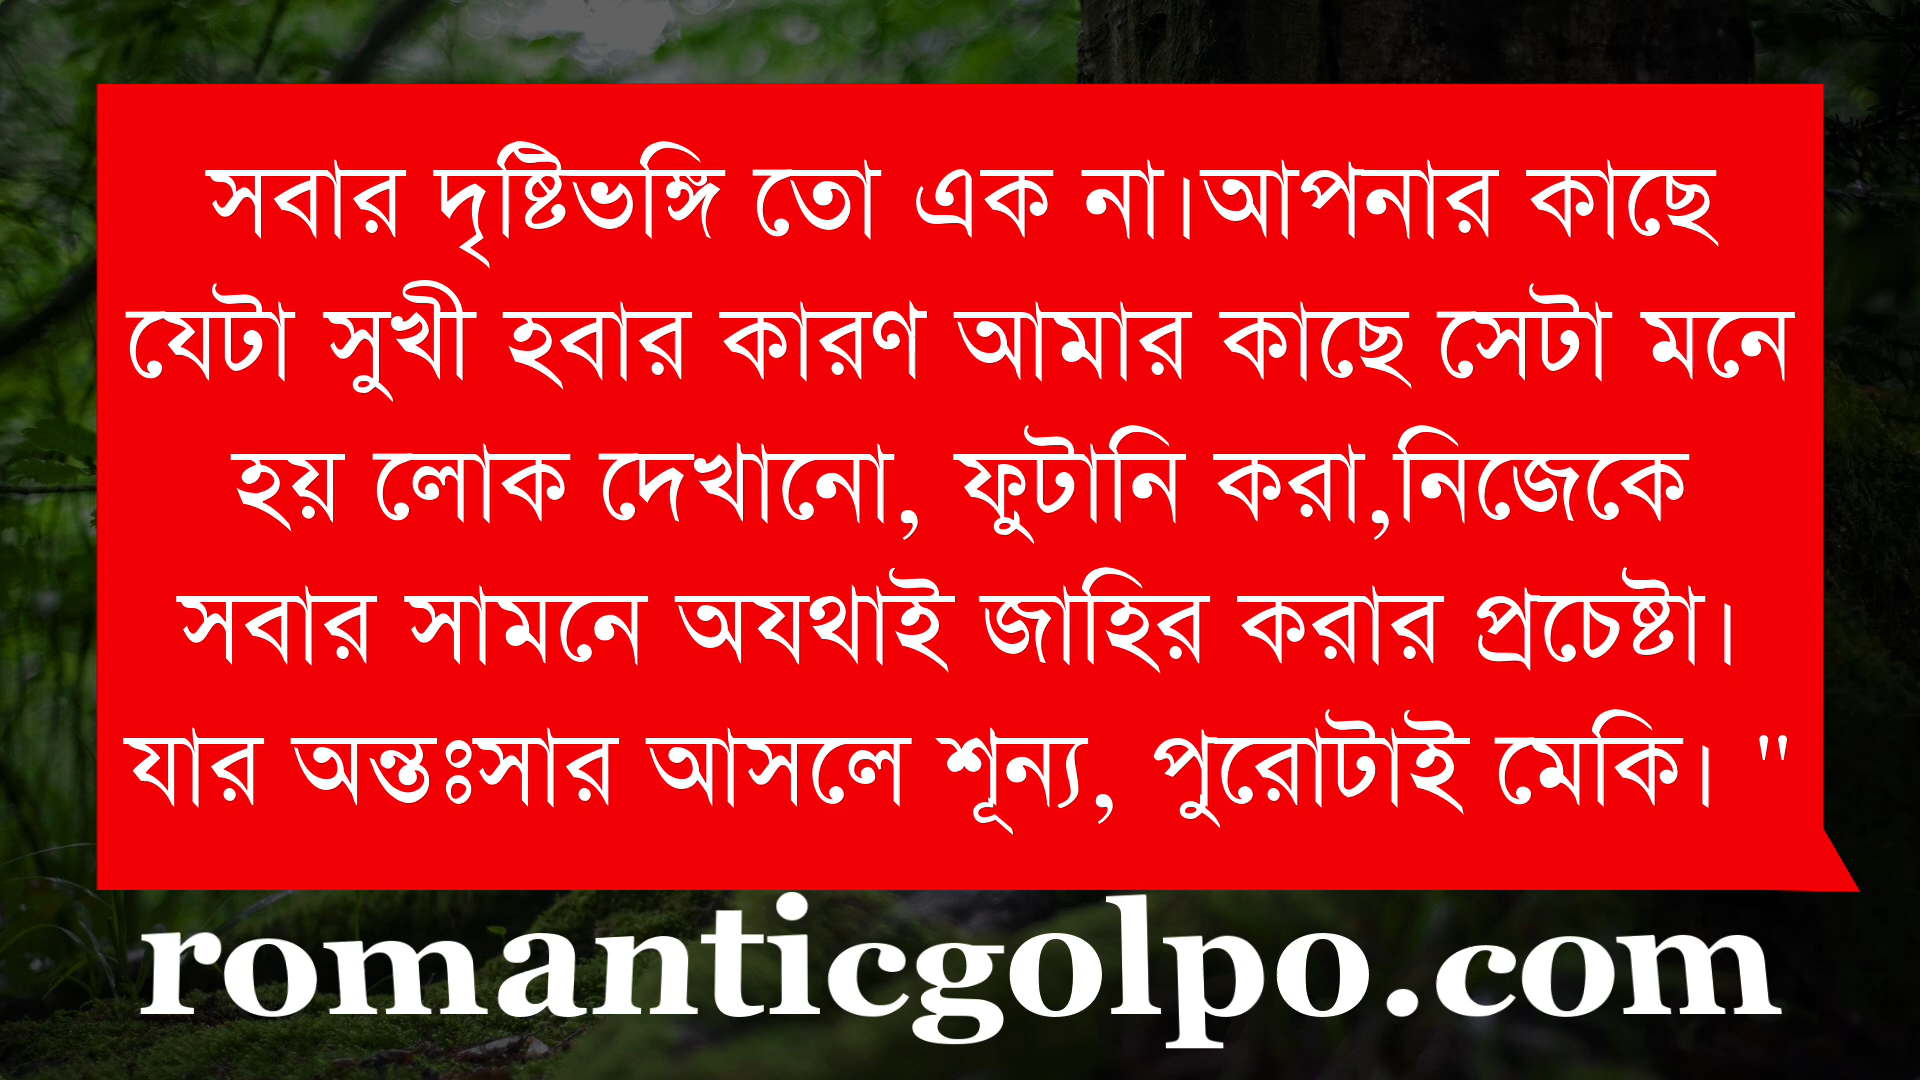 সবার দৃষ্টিভঙ্গি তো এক না।আপনার কাছে
যেটা সুখী হবার কারণ আমার কাছে সেটা মনে
হয় লোক দেখানো, ফুটানি করা,নিজেকে
সবার সামনে অযথাই জাহির করার প্রচেষ্টা।
যার অন্তঃসার আসলে শূন্য, পুরোটাই মেকি। "
romanticgolpo.com